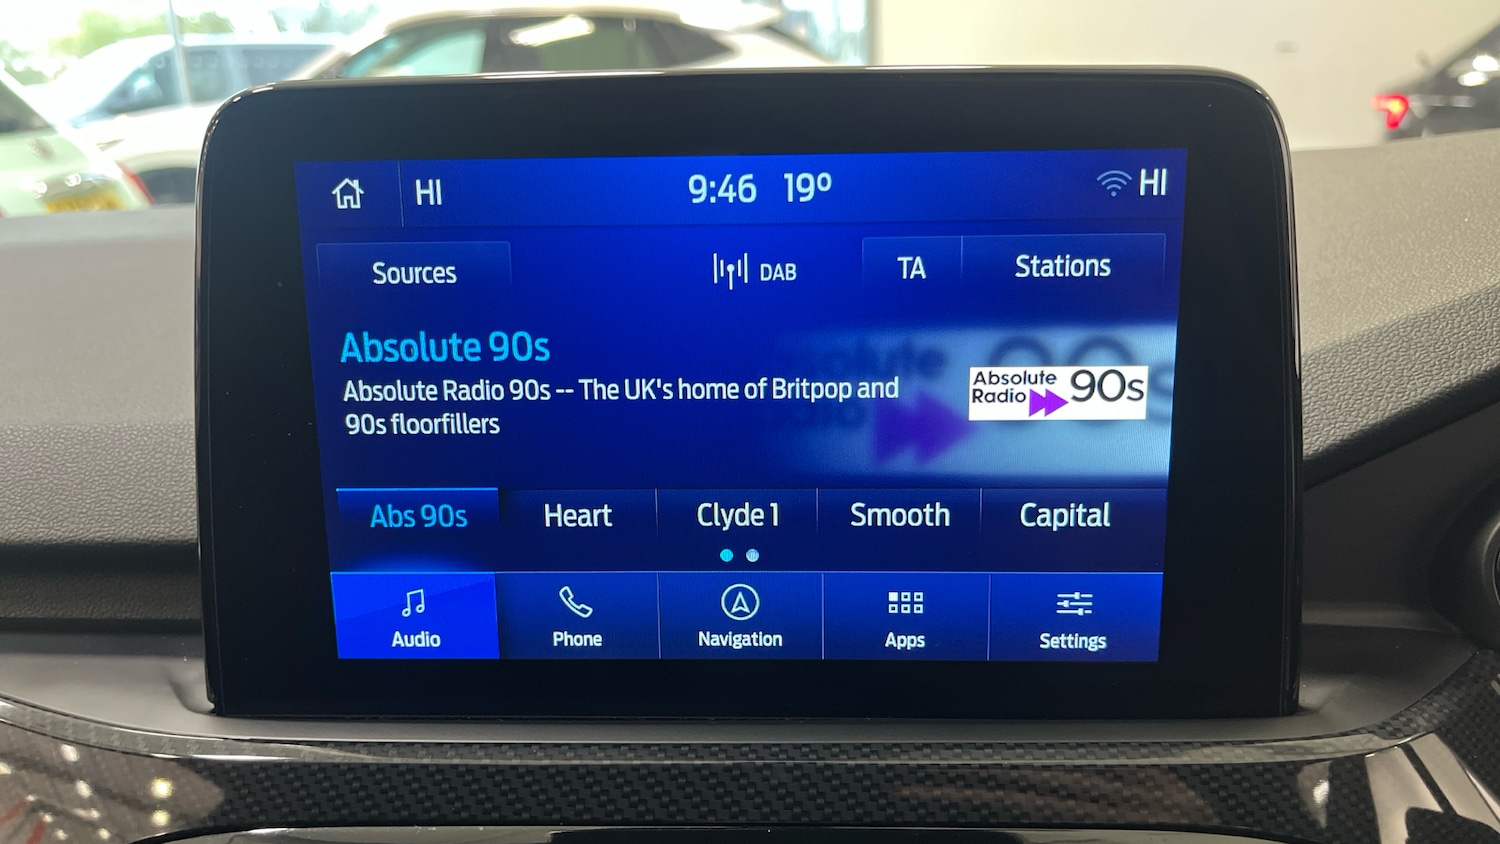 HI
9:46 19°
HI
Sources
DAB
TA
Stations
Absolute 90s
Absolute Radio 90s -- The UK's home of Britpop and
90s floorfillers
Absolute
Radio
90s
Abs 90s
Heart
Clyde 1
Smooth
Capital
Audio
Phone
Navigation
Apps
Settings